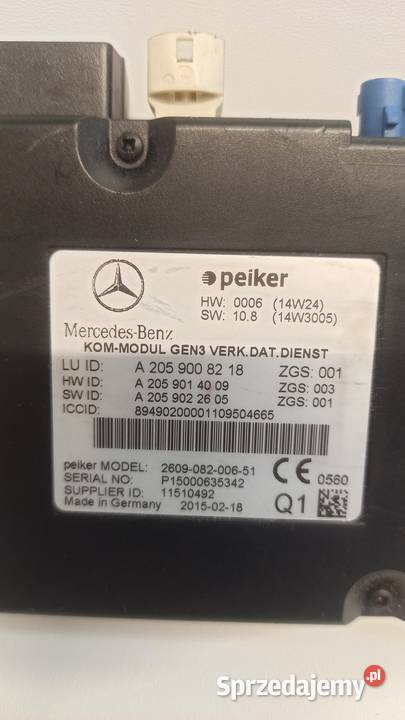 peiker
HW: 0006 (14W24)
SW: 10.8 (14W3005)
Mercedes-Benz
KOM-MODUL GEN3 VERK.DAT.DIENST
LU ID: A 205 900 82 18 ZGS: 001
HW ID: A 205 901 40 09 ZGS: 003
SW ID: A 205 902 26 05 ZGS: 001
ICCID: 89490200001109504665
peiker MODEL: 2609-082-006-51
SERIAL NO: P15000635342
SUPPLIER ID: 11510492
Made in Germany 2015-02-18
CE 0560
Q1
Sprzedajemy.pl